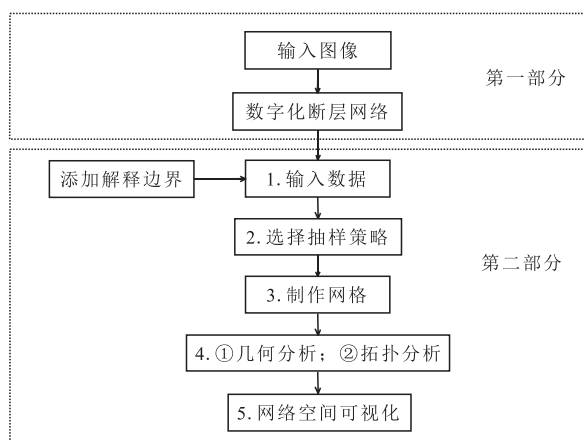 输入图像
第一部分
数字化断层网络
添加解释边界
1.输入数据
2.选择抽样策略
第二部分
3.制作网格
4.①几何分析；②拓扑分析
5.网络空间可视化